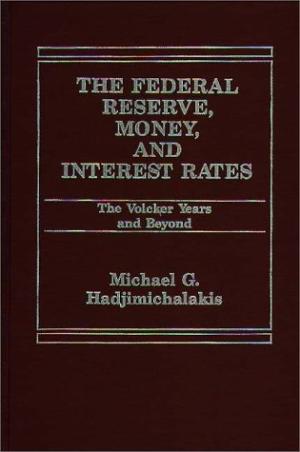 THE FEDERAL
RESERVE,
MONEY,
AND
INTEREST RATES
The Volcker Years
and Beyond
Michael G.
Hadjimichalakis